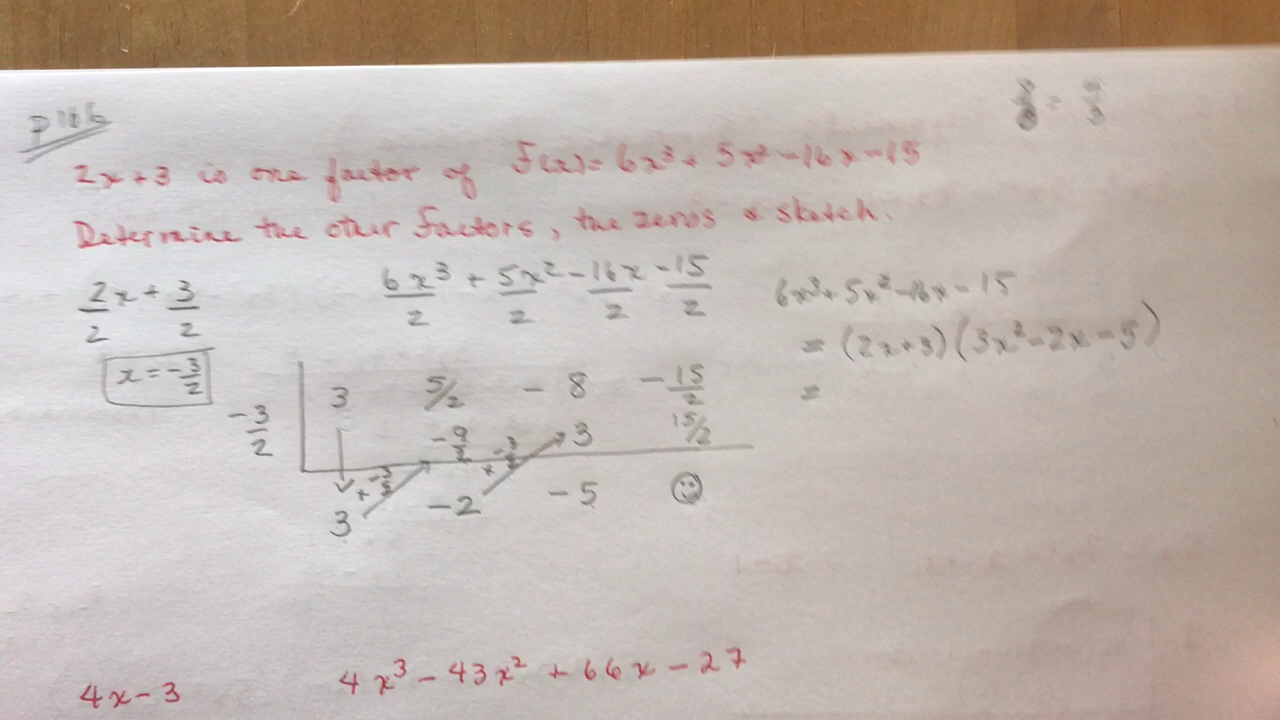 p166
2x+3 is one factor of f(x)= 6x³ + 5x² -16x -15
Determine the other factors, the zeros & sketch.
2x/2 + 3/2
6x³/2 + 5x²/2 - 16x/2 - 15/2
6x³+5x²-16x-15
= (2x+3)(3x²-2x-5)
=
x = -3/2
-3/2 | 3 5/2 -8 -15/2
-9/2 3 15/2
3 -2 -5 ☺
4x-3 4x³ - 43x² + 66x - 27